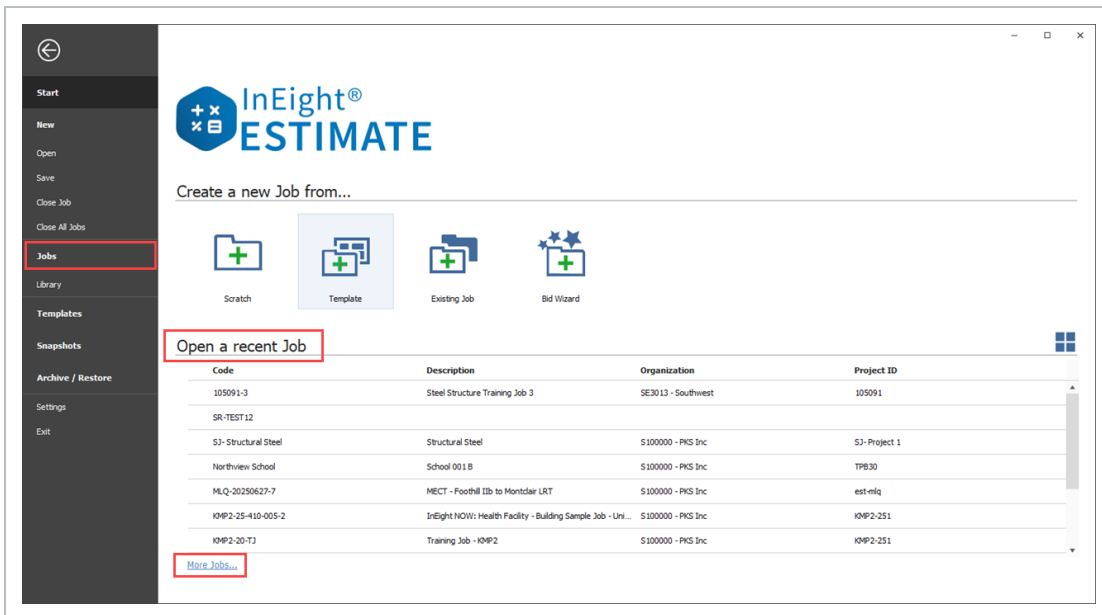 Start
New
Open
Save
Close Job
Close All Jobs
Jobs
Library
Templates
Snapshots
Archive / Restore
Settings
Exit
InEight®
ESTIMATE
Create a new Job from...
Scratch Template Existing Job Bid Wizard
Open a recent Job
Code Description Organization Project ID
105091-3 Steel Structure Training Job 3 SE3013 - Southwest 105091
SR-TEST12
SJ- Structural Steel Structural Steel S100000 - PKS Inc SJ- Project 1
Northview School School 001 B S100000 - PKS Inc TPB30
MLQ-20250627-7 MECT - Foothill IIb to Montclair LRT S100000 - PKS Inc est-mlq
KMP2-25-410-005-2 InEight NOW: Health Facility - Building Sample Job - Uni... S100000 - PKS Inc KMP2-251
KMP2-20-TJ Training Job - KMP2 S100000 - PKS Inc KMP2-251
More Jobs...